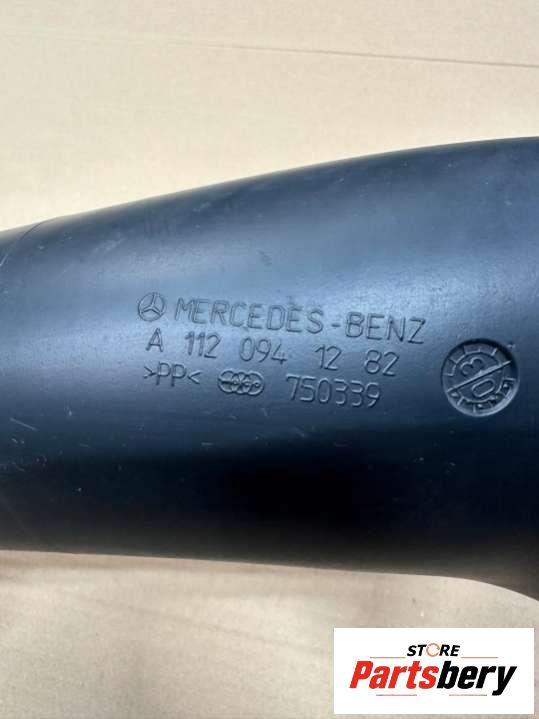 MERCEDES-BENZ
A 112 094 12 82
>PP< 750339
STORE
Partsbery